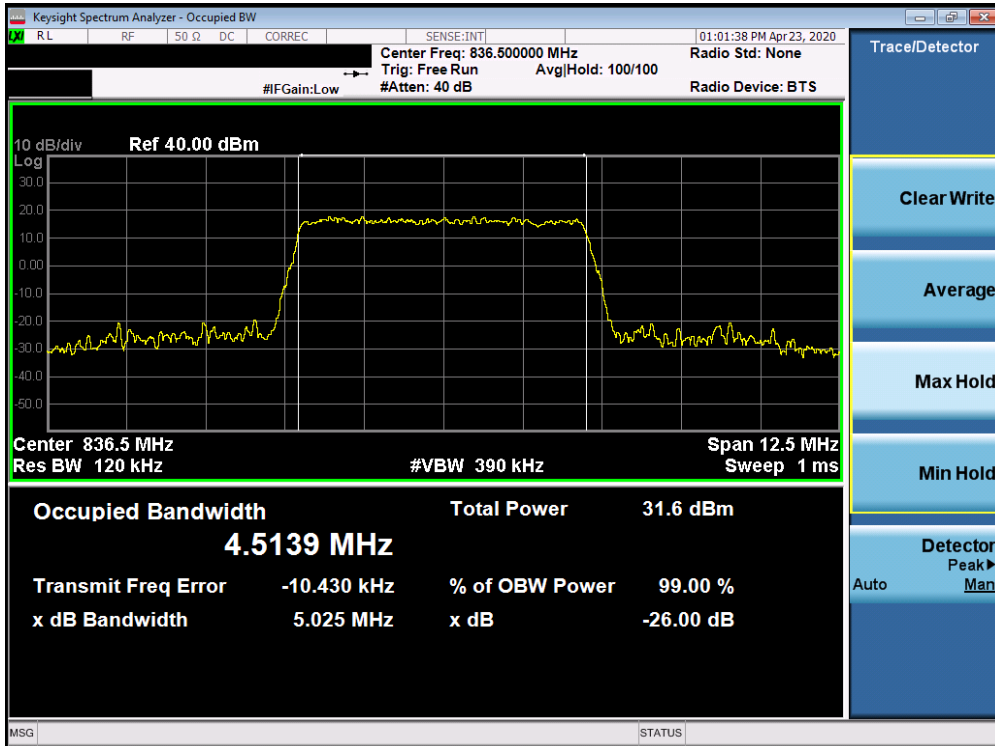 Keysight Spectrum Analyzer - Occupied BW
LXI RL RF 50 Ω DC CORREC SENSE:INT 01:01:38 PM Apr 23, 2020
Center Freq: 836.500000 MHz Radio Std: None
Trig: Free Run Avg|Hold: 100/100
#IFGain:Low #Atten: 40 dB Radio Device: BTS
Trace/Detector
10 dB/div Ref 40.00 dBm
Log
30.0
20.0
10.0
0.00
-10.0
-20.0
-30.0
-40.0
-50.0
Center 836.5 MHz Span 12.5 MHz
Res BW 120 kHz #VBW 390 kHz Sweep 1 ms
Occupied Bandwidth Total Power 31.6 dBm
4.5139 MHz
Transmit Freq Error -10.430 kHz % of OBW Power 99.00 %
x dB Bandwidth 5.025 MHz x dB -26.00 dB
Clear Write
Average
Max Hold
Min Hold
Detector
Peak▶
Auto Man
MSG STATUS